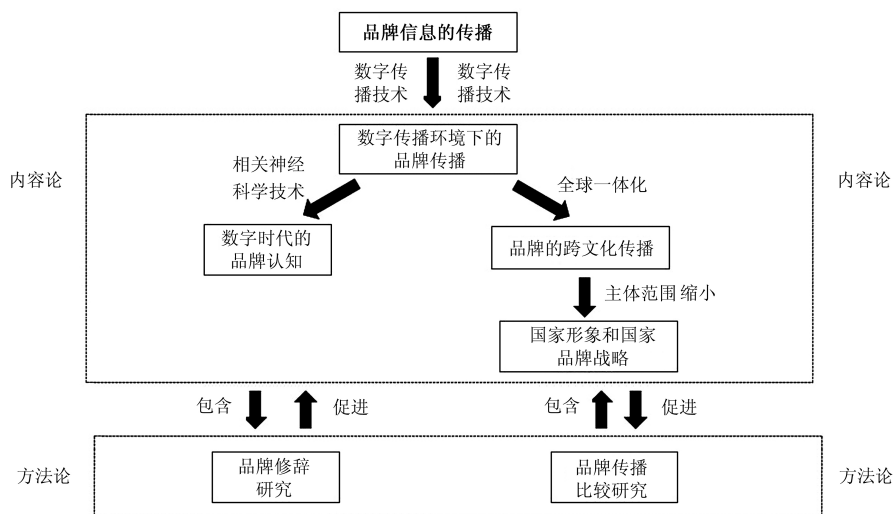 品牌信息的传播
数字传
播技术
数字传
播技术
数字传播环境下的
品牌传播
内容论
内容论
相关神经
科学技术
全球一体化
数字时代的
品牌认知
品牌的跨文化传播
主体范围缩小
国家形象和国家
品牌战略
包含
促进
包含
促进
方法论
方法论
品牌修辞
研究
品牌传播
比较研究